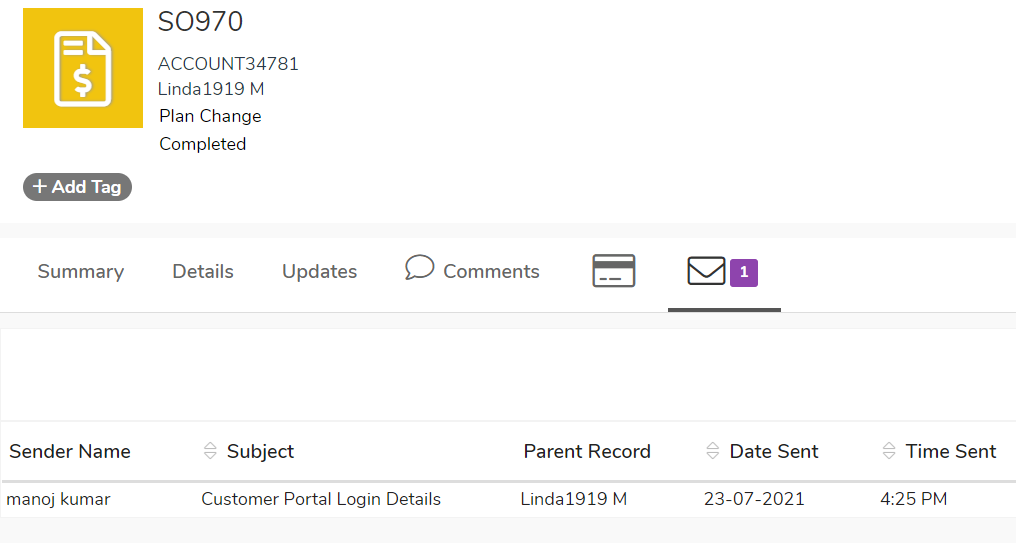 SO970
ACCOUNT34781
Linda1919 M
Plan Change
Completed
+ Add Tag
Summary Details Updates Comments 1
Sender Name Subject Parent Record Date Sent Time Sent
manoj kumar Customer Portal Login Details Linda1919 M 23-07-2021 4:25 PM